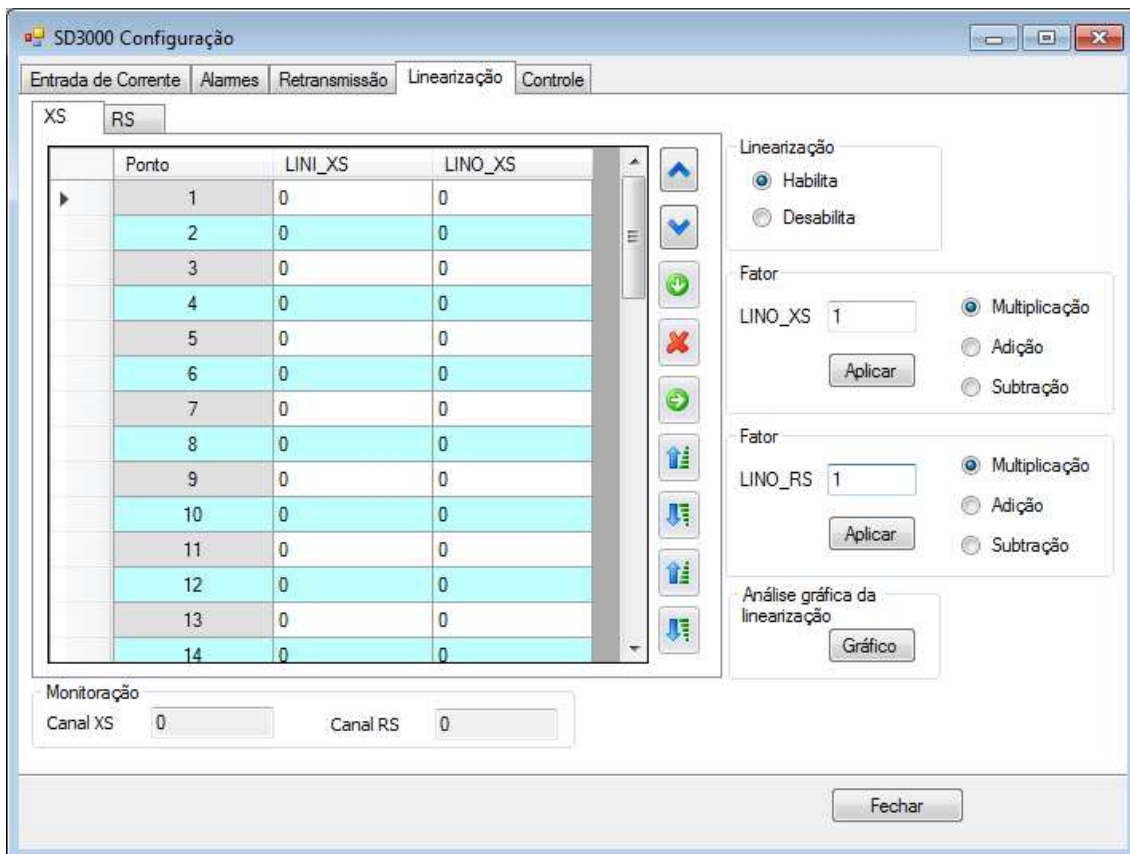 SD3000 Configuração
Entrada de Corrente Alarmes Retransmissão Linearização Controle
XS RS
Ponto LINI_XS LINO_XS
1 0 0
2 0 0
3 0 0
4 0 0
5 0 0
6 0 0
7 0 0
8 0 0
9 0 0
10 0 0
11 0 0
12 0 0
13 0 0
14 0 0
Linearização
Habilita
Desabilita
Fator
LINO_XS 1
Aplicar
Multiplicação
Adição
Subtração
Fator
LINO_RS 1
Aplicar
Multiplicação
Adição
Subtração
Análise gráfica da
linearização
Gráfico
Monitoração
Canal XS 0 Canal RS 0
Fechar